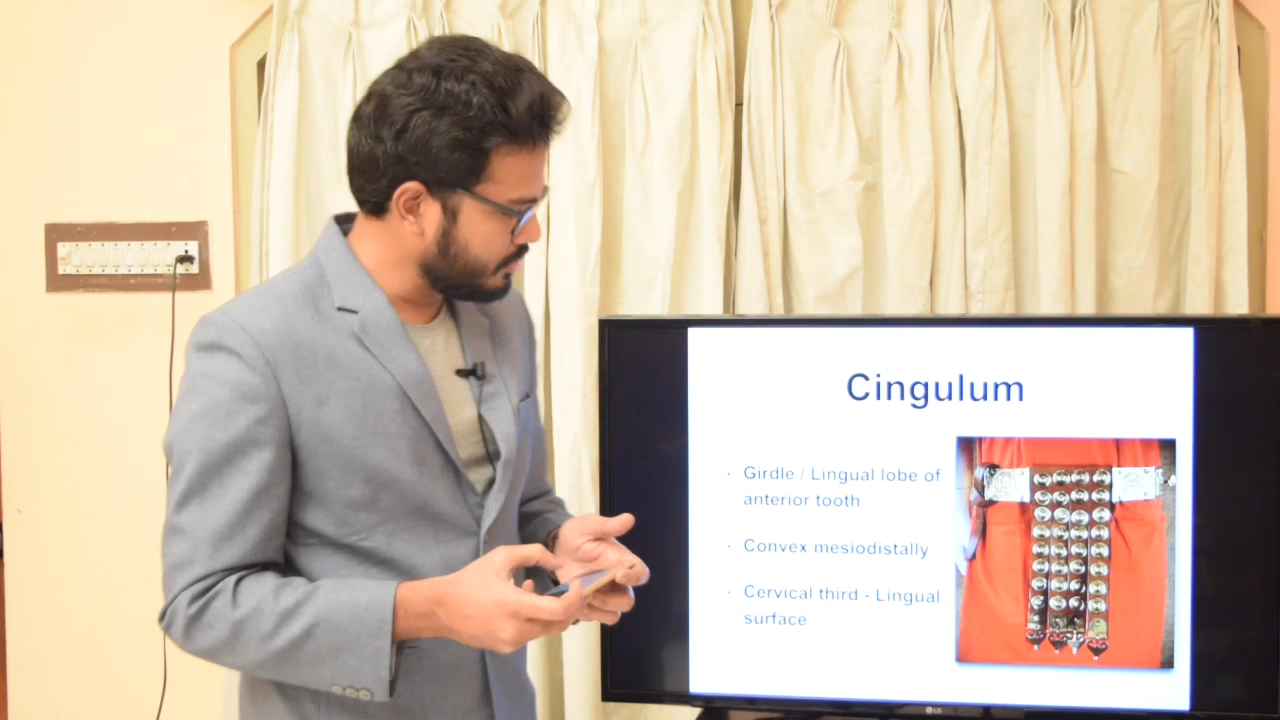 Cingulum
· Girdle / Lingual lobe of
anterior tooth
· Convex mesiodistally
· Cervical third - Lingual
surface
LG